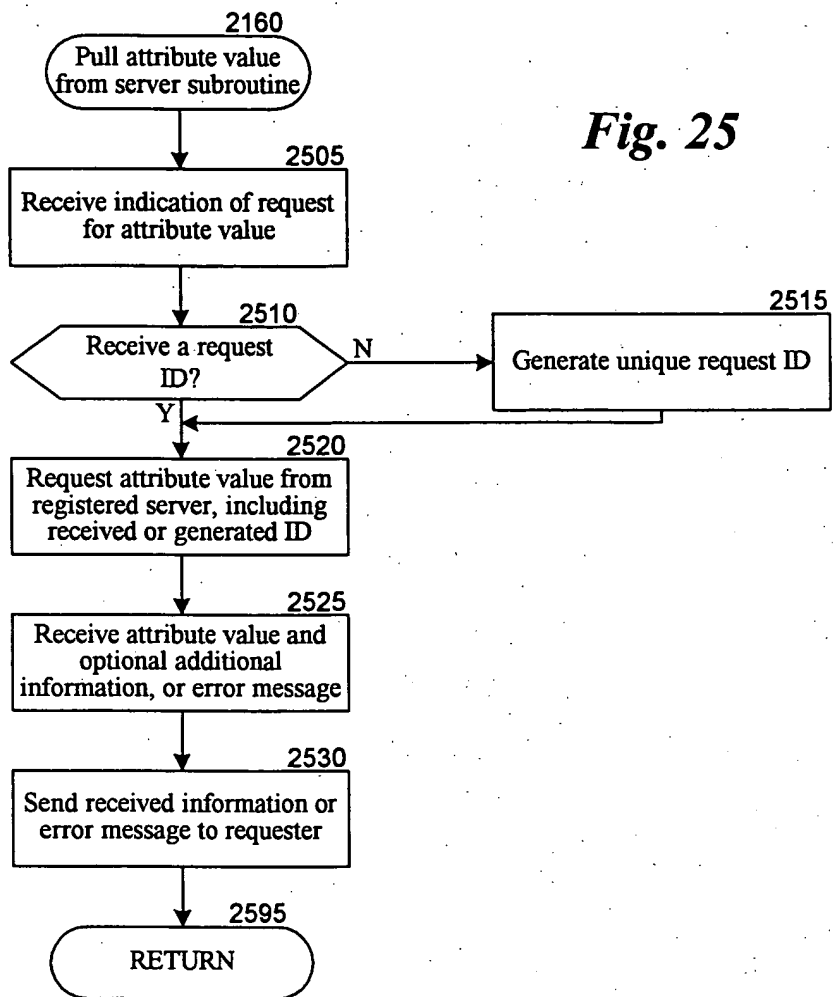 2160
Pull attribute value
from server subroutine
Fig. 25
2505
Receive indication of request
for attribute value
2510
Receive a request
ID?
N
Y
2515
Generate unique request ID
2520
Request attribute value from
registered server, including
received or generated ID
2525
Receive attribute value and
optional additional
information, or error message
2530
Send received information or
error message to requester
2595
RETURN